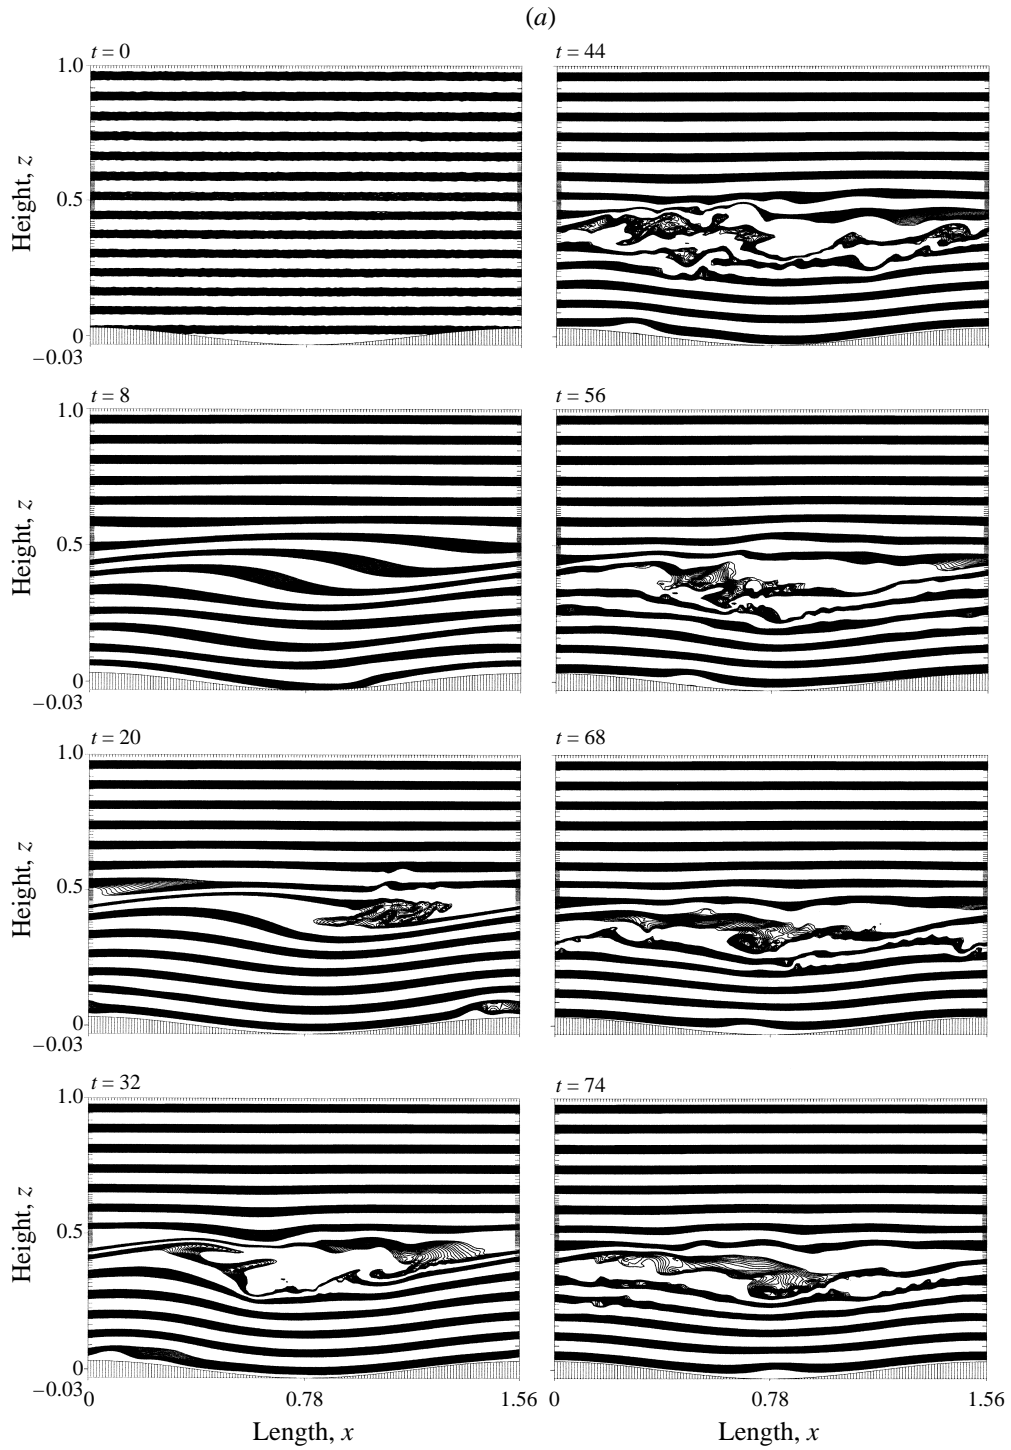 (a)
t = 0
t = 44
1.0
Height, z
0.5
0
−0.03
t = 8
t = 56
1.0
Height, z
0.5
0
−0.03
t = 20
t = 68
1.0
Height, z
0.5
0
−0.03
t = 32
t = 74
1.0
Height, z
0.5
0
−0.03
0 0.78 1.56 0 0.78 1.56
Length, x Length, x